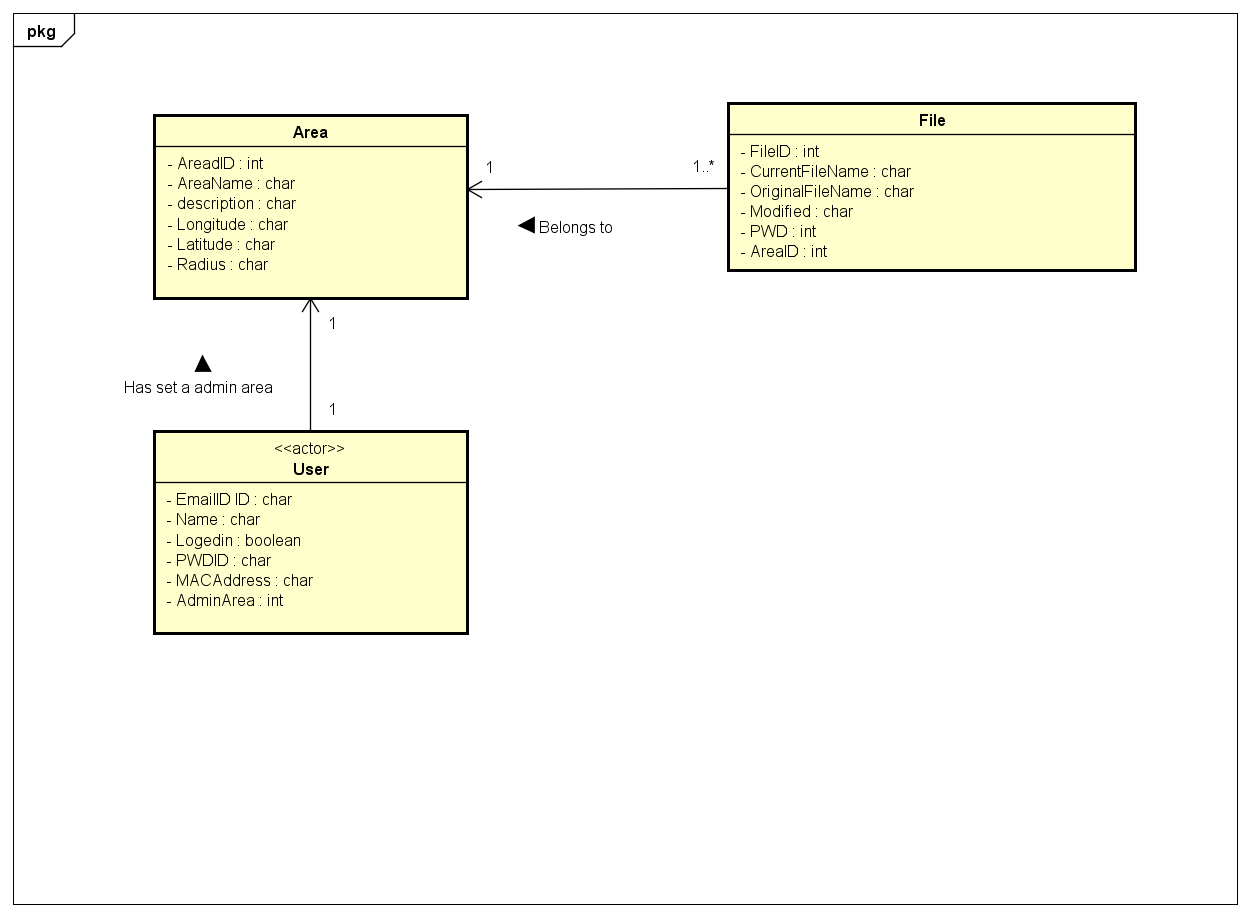 pkg
Area
- AreadID : int
- AreaName : char
- description : char
- Longitude : char
- Latitude : char
- Radius : char
1
1..*
Belongs to
File
- FileID : int
- CurrentFileName : char
- OriginalFileName : char
- Modified : char
- PWD : int
- AreaID : int
1
Has set a admin area
1
<<actor>>
User
- EmailID ID : char
- Name : char
- Logedin : boolean
- PWDID : char
- MACAddress : char
- AdminArea : int